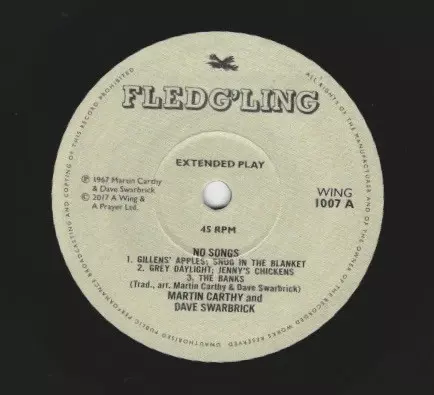 FLEDG'LING
EXTENDED PLAY
℗ 1967 Martin Carthy
& Dave Swarbrick
© 2017 A Wing &
A Prayer Ltd.
WING
1007 A
45 RPM
NO SONGS
1. GILLENS' APPLES; SNUG IN THE BLANKET
2. GREY DAYLIGHT; JENNY'S CHICKENS
3. THE BANKS
(Trad., arr. Martin Carthy & Dave Swarbrick)
MARTIN CARTHY and
DAVE SWARBRICK
ALL RIGHTS OF THE MANUFACTURER AND OF THE OWNER OF THE RECORDED WORKS RESERVED UNAUTHORISED PUBLIC PERFORMANCE BROADCASTING AND COPYING OF THIS RECORD PROHIBITED